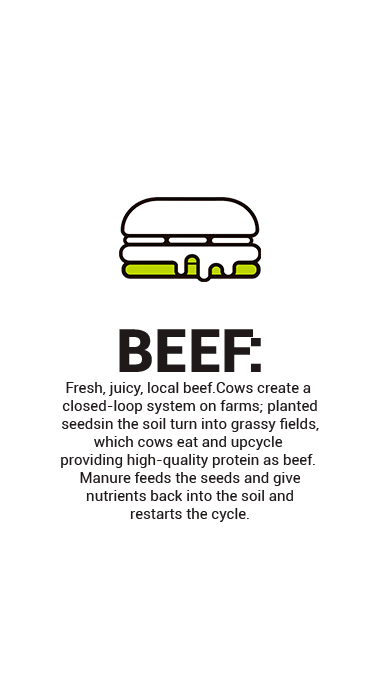 BEEF:
Fresh, juicy, local beef.Cows create a
closed-loop system on farms; planted
seedsin the soil turn into grassy fields,
which cows eat and upcycle
providing high-quality protein as beef.
Manure feeds the seeds and give
nutrients back into the soil and
restarts the cycle.